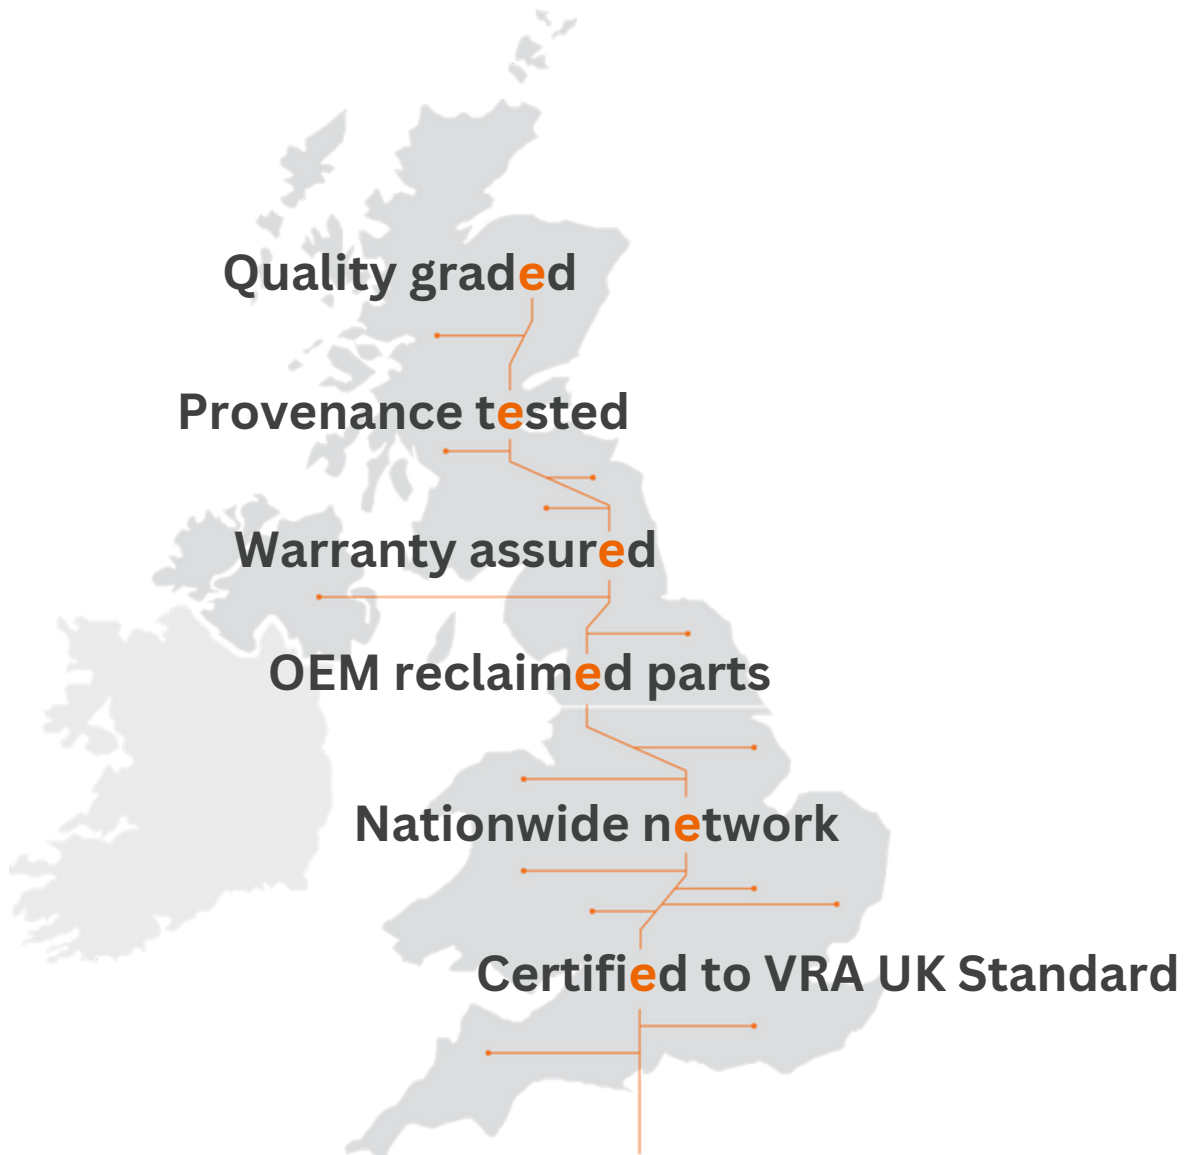 Quality graded
Provenance tested
Warranty assured
OEM reclaimed parts
Nationwide network
Certified to VRA UK Standard